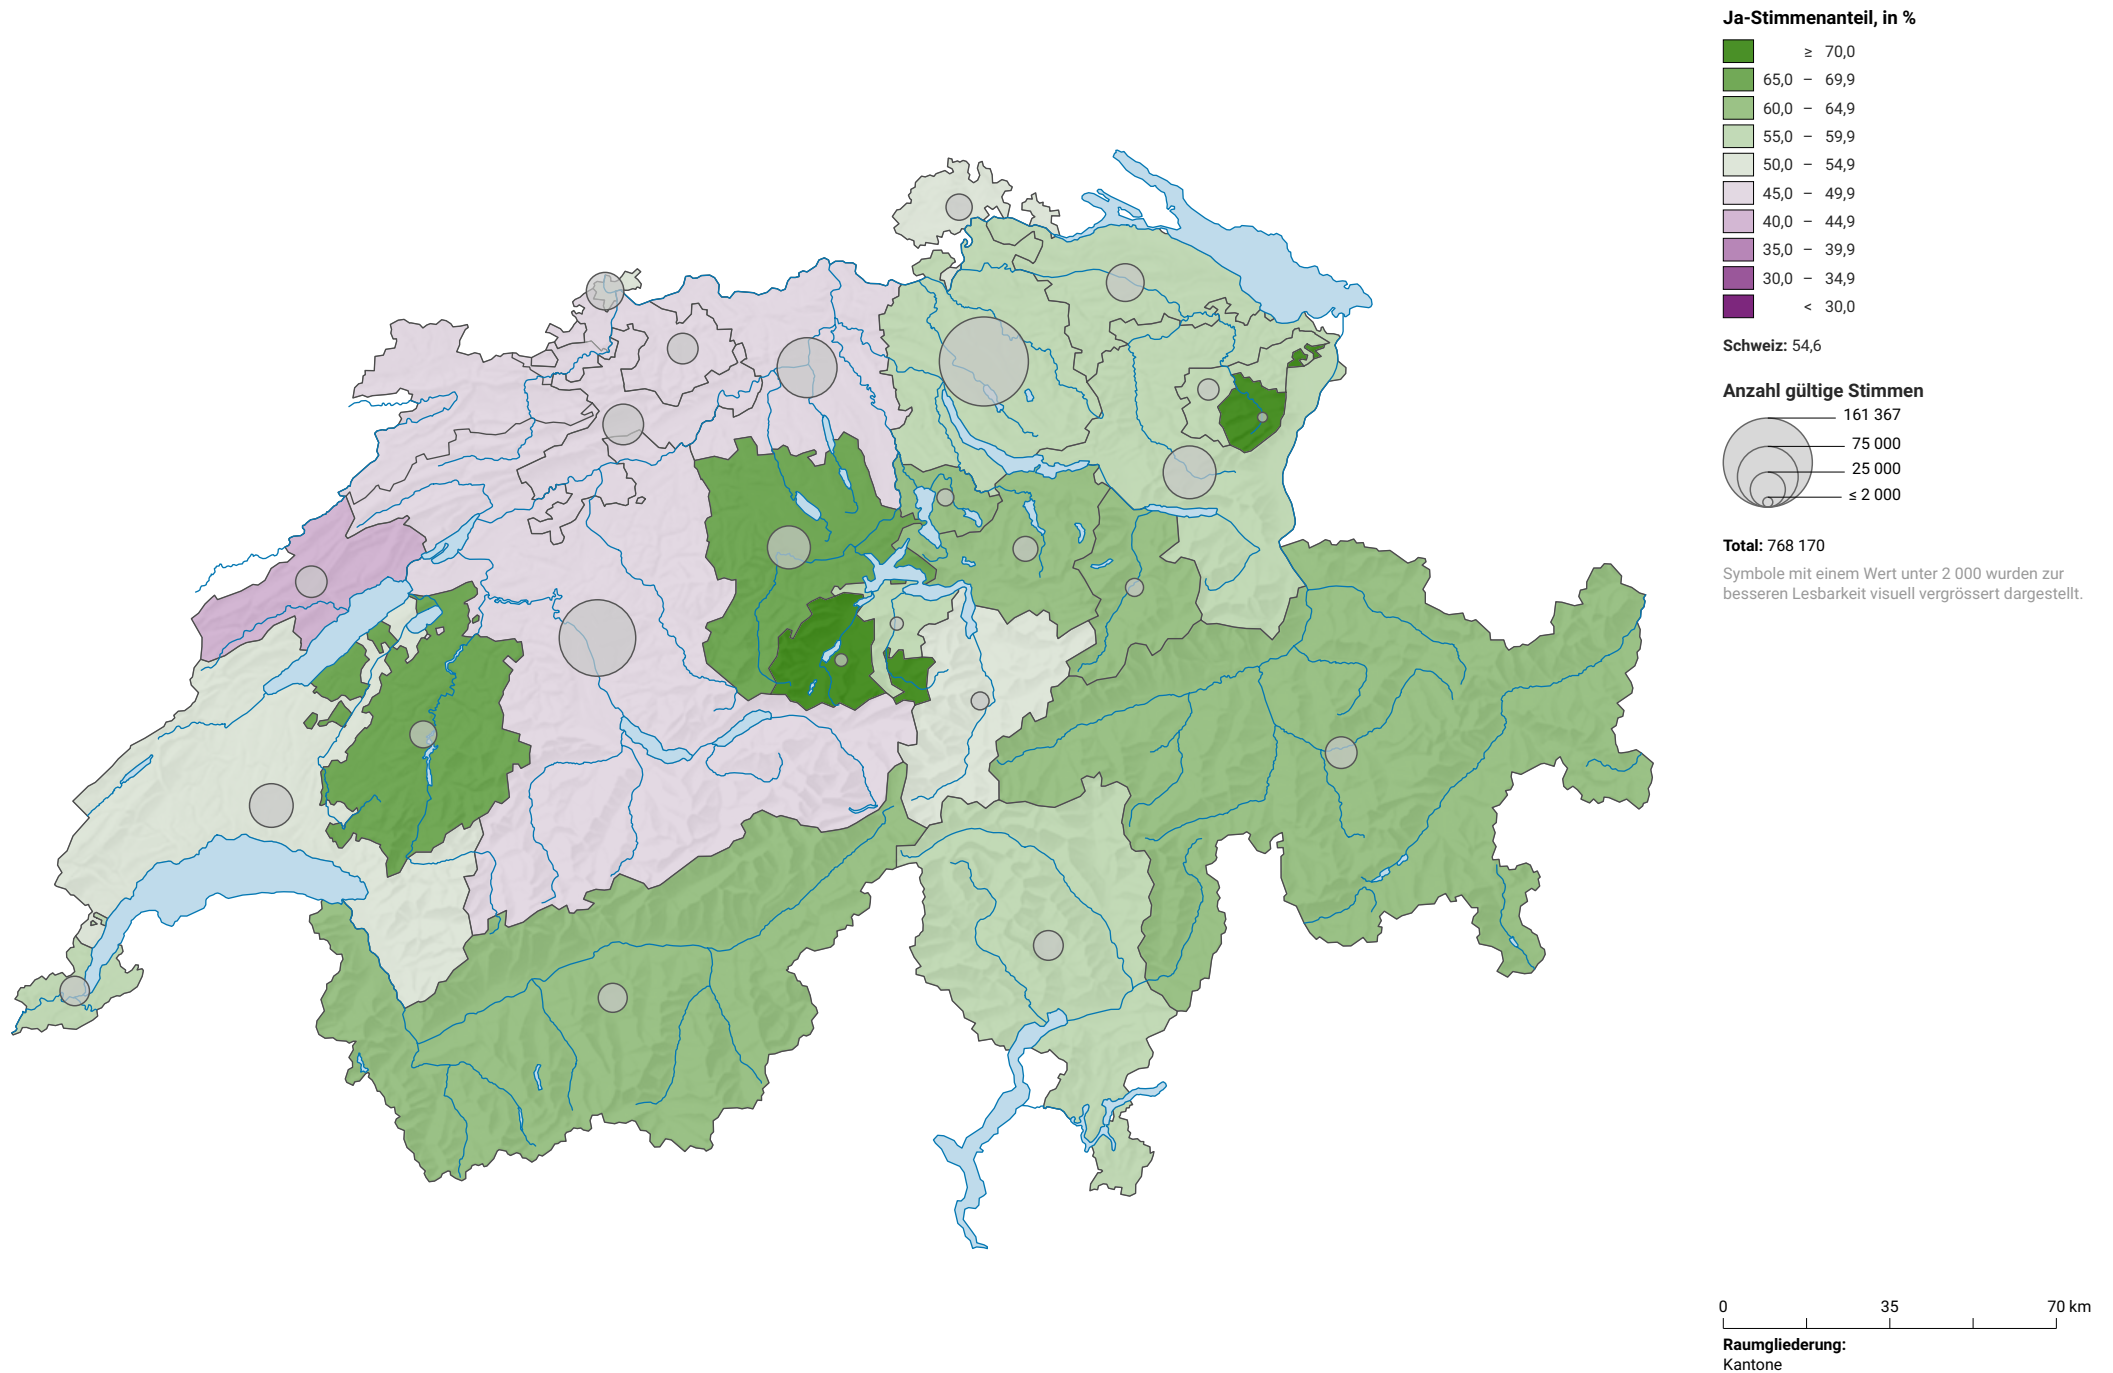 Ja-Stimmenanteil, in %
≥ 70,0
65,0 – 69,9
60,0 – 64,9
55,0 – 59,9
50,0 – 54,9
45,0 – 49,9
40,0 – 44,9
35,0 – 39,9
30,0 – 34,9
< 30,0
Schweiz: 54,6
Anzahl gültige Stimmen
161 367
75 000
25 000
≤ 2 000
Total: 768 170
Symbole mit einem Wert unter 2 000 wurden zur
besseren Lesbarkeit visuell vergrössert dargestellt.
0 35 70 km
Raumgliederung:
Kantone